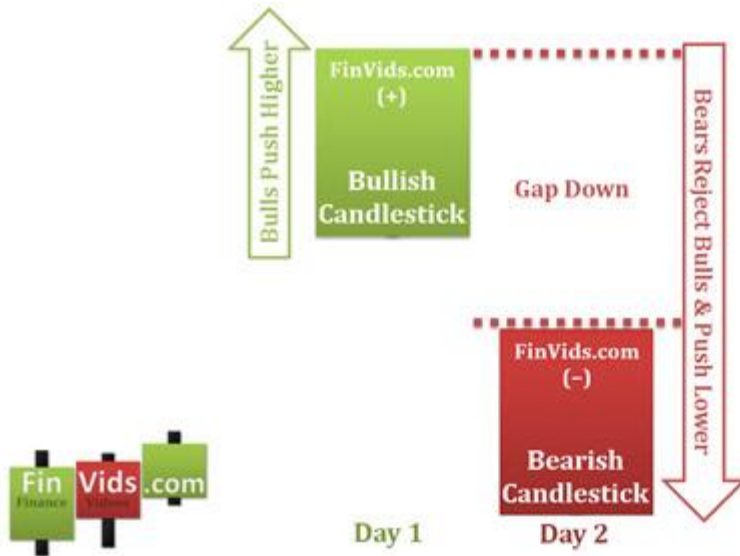 Bulls Push Higher
FinVids.com
(+)
Bullish
Candlestick
Gap Down
Bears Reject Bulls & Push Lower
FinVids.com
(−)
Bearish
Candlestick
Fin Vids .com
Finance Videos
Day 1 Day 2